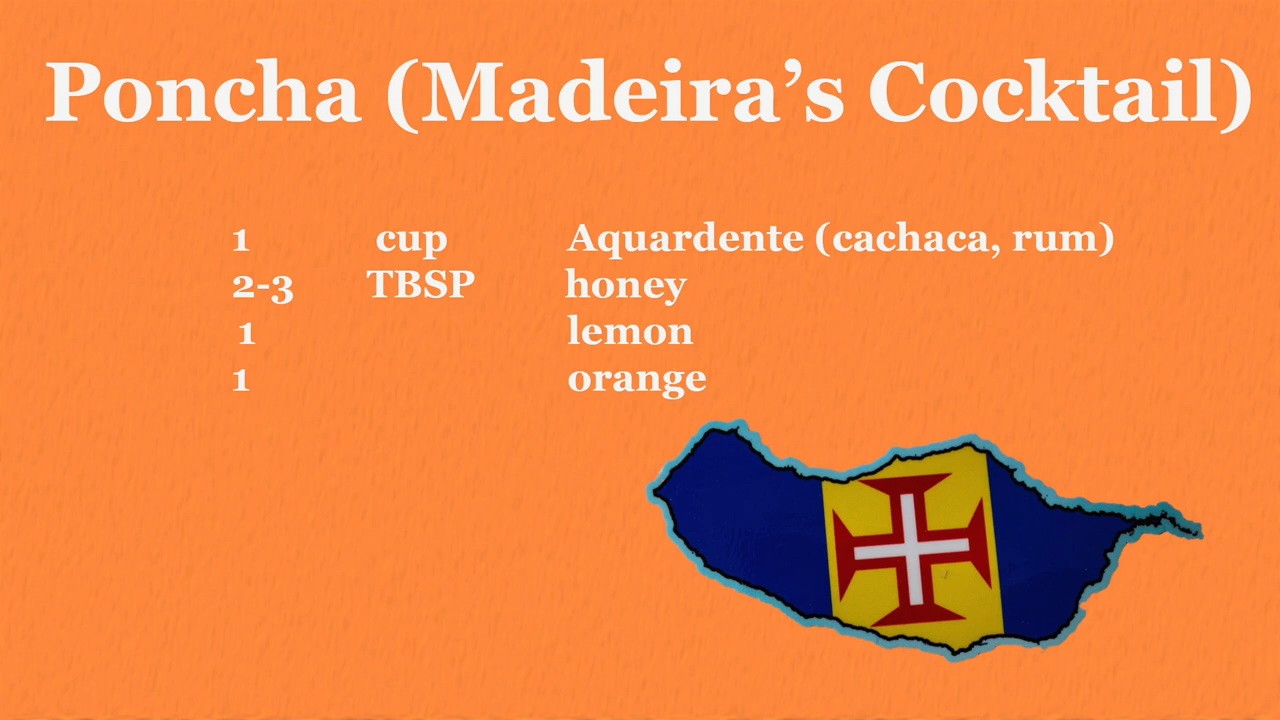 Poncha (Madeira’s Cocktail)
1 cup Aquardente (cachaca, rum)
2-3 TBSP honey
1 lemon
1 orange